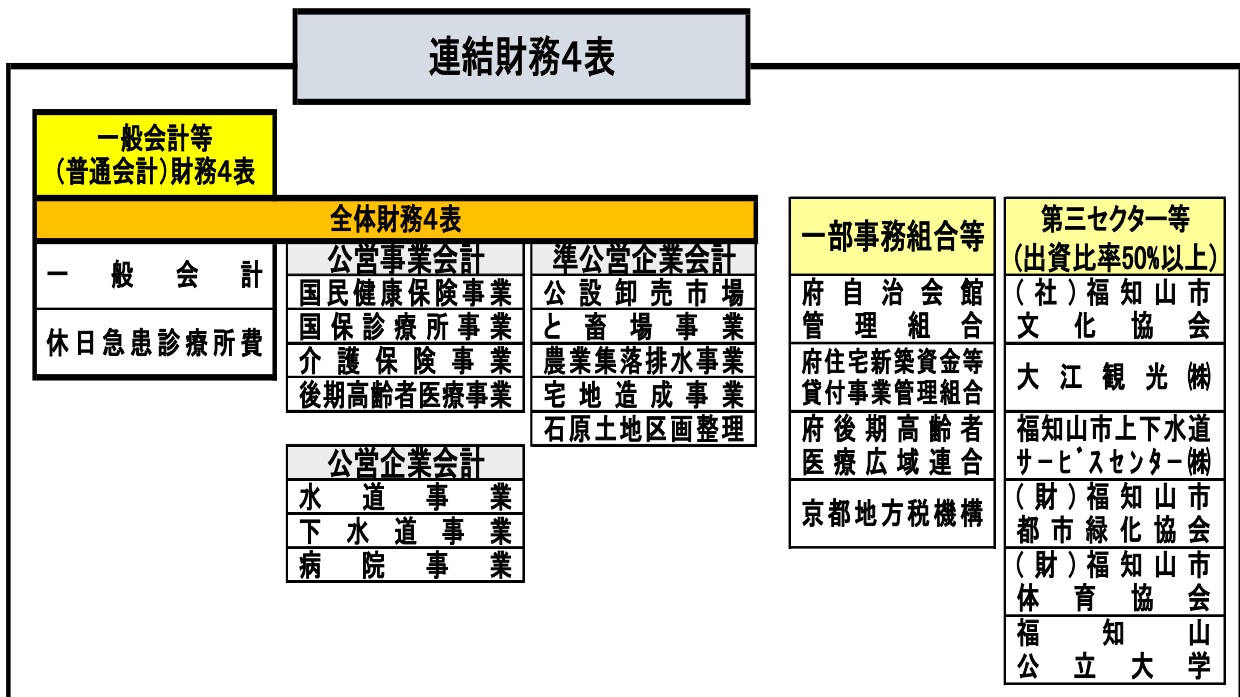 連結財務4表
一般会計等
(普通会計)財務4表
全体財務4表
一般会計
休日急患診療所費
公営事業会計
国民健康保険事業
国保診療所事業
介護保険事業
後期高齢者医療事業
公営企業会計
水道事業
下水道事業
病院事業
準公営企業会計
公設卸売市場
と畜場事業
農業集落排水事業
宅地造成事業
石原土地区画整理
一部事務組合等
府自治会館
管理組合
府住宅新築資金等
貸付事業管理組合
府後期高齢者
医療広域連合
京都地方税機構
第三セクター等
(出資比率50%以上)
(社)福知山市
文化協会
大江観光㈱
福知山市上下水道
サービスセンター㈱
(財)福知山市
都市緑化協会
(財)福知山市
体育協会
福知山
公立大学